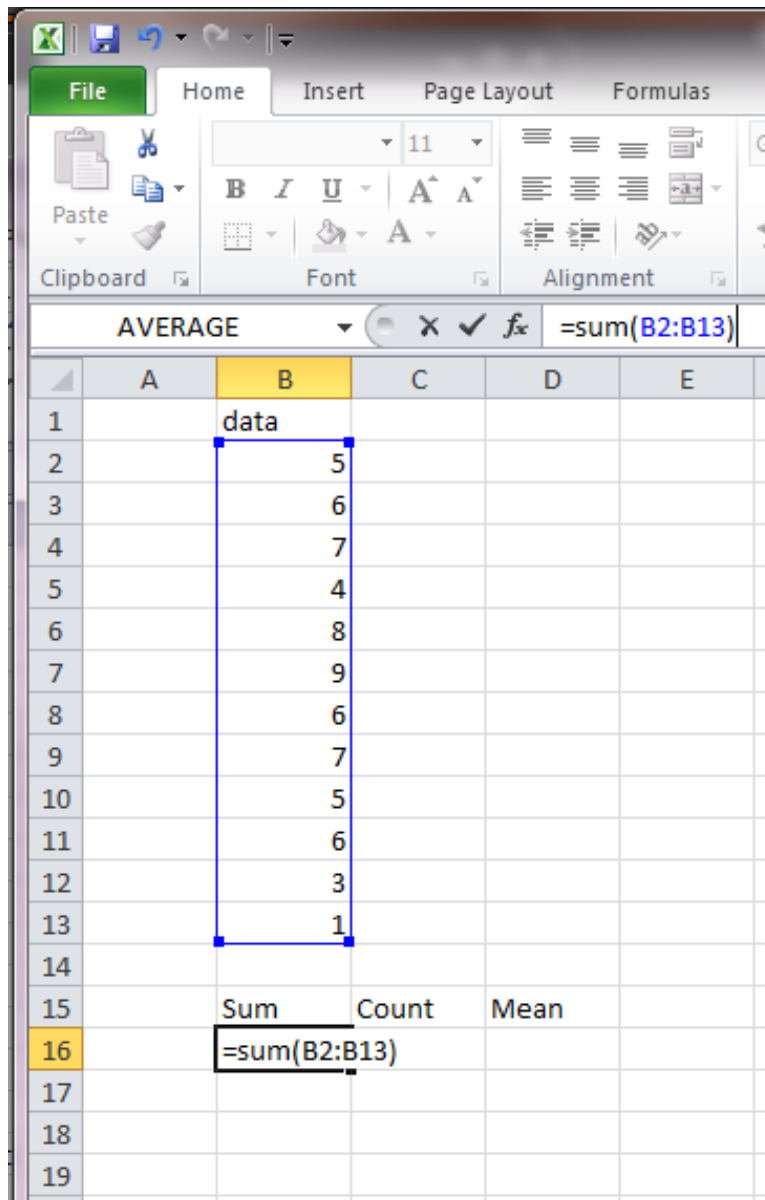 File Home Insert Page Layout Formulas
11
B I U A A
Paste
A
Clipboard Font Alignment
AVERAGE fx =sum(B2:B13)
A B C D E
1 data
2 5
3 6
4 7
5 4
6 8
7 9
8 6
9 7
10 5
11 6
12 3
13 1
14
15 Sum Count Mean
16 =sum(B2:B13)
17
18
19